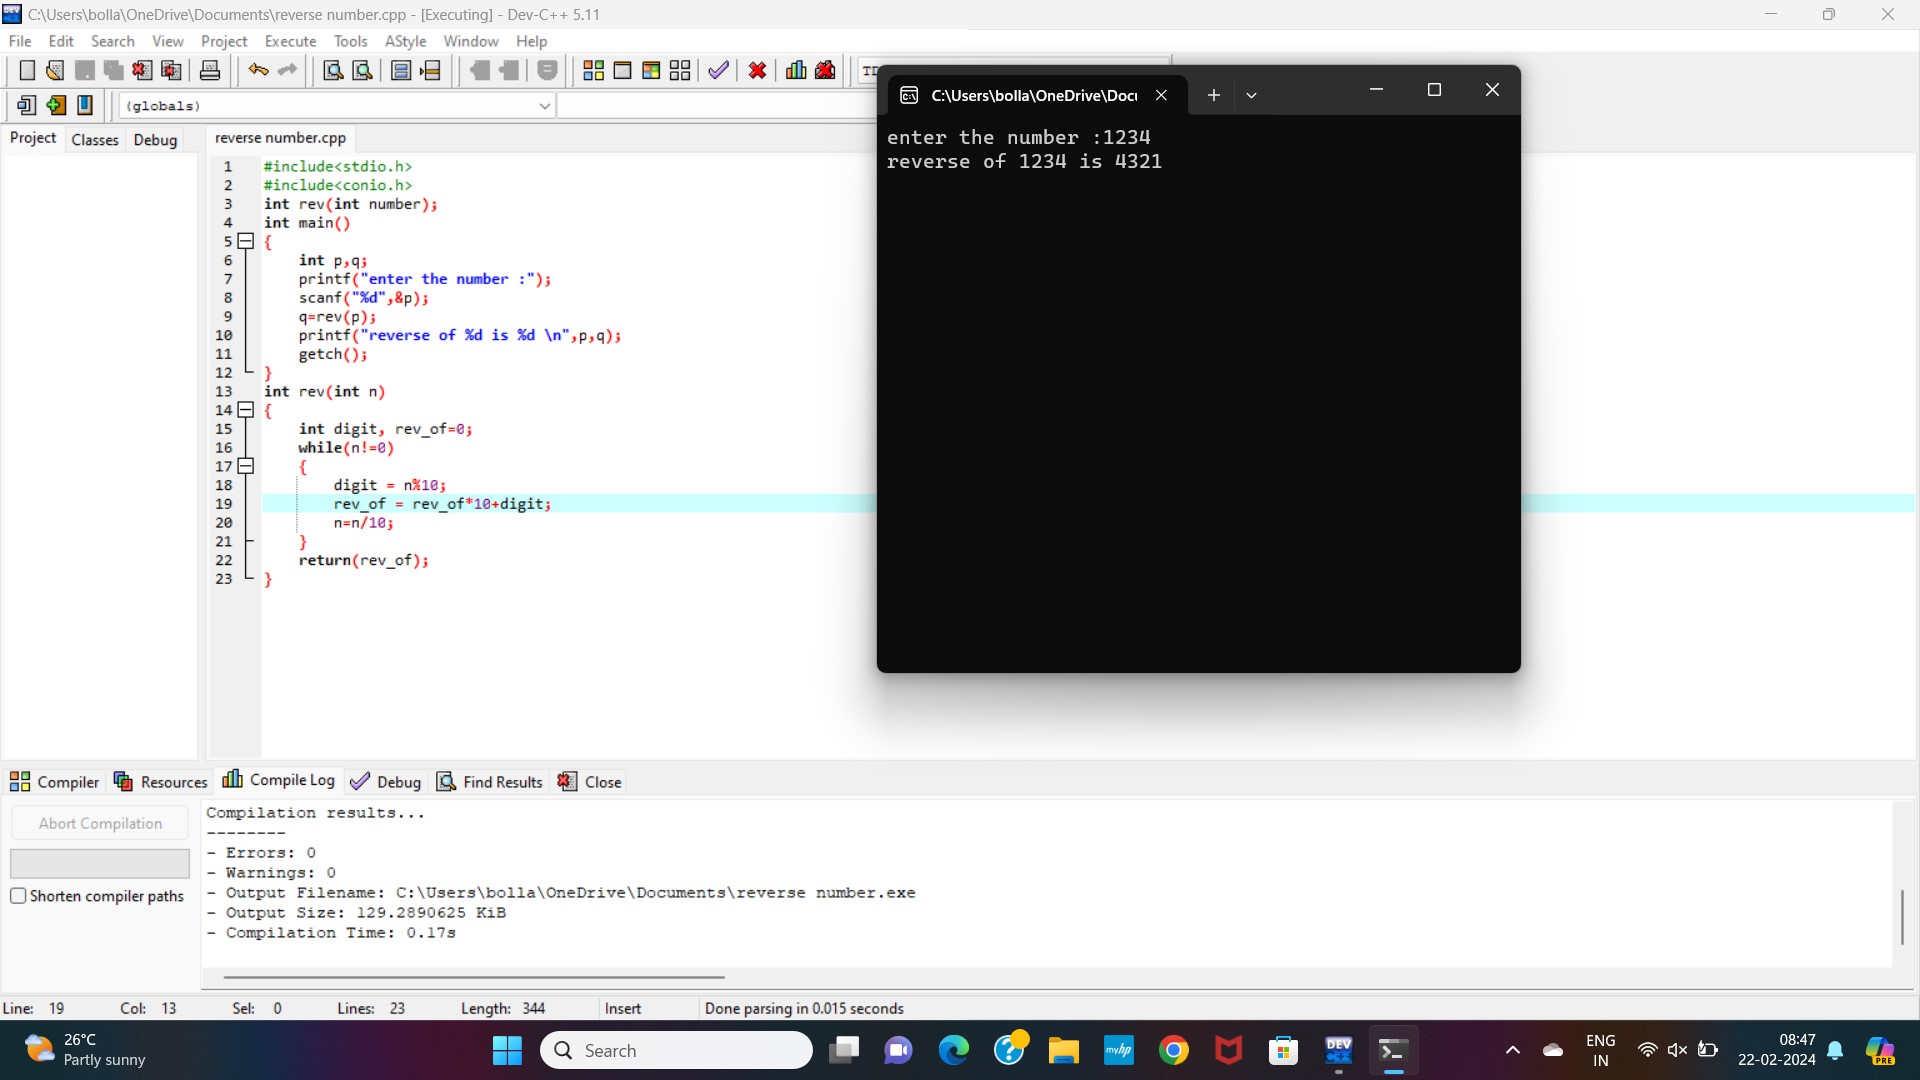 C:\Users\bolla\OneDrive\Documents\reverse number.cpp - [Executing] - Dev-C++ 5.11
File Edit Search View Project Execute Tools AStyle Window Help
(globals)
Project Classes Debug
reverse number.cpp
1 #include<stdio.h>
2 #include<conio.h>
3 int rev(int number);
4 int main()
5 {
6 int p,q;
7 printf("enter the number :");
8 scanf("%d",&p);
9 q=rev(p);
10 printf("reverse of %d is %d \n",p,q);
11 getch();
12 }
13 int rev(int n)
14 {
15 int digit, rev_of=0;
16 while(n!=0)
17 {
18 digit = n%10;
19 rev_of = rev_of*10+digit;
20 n=n/10;
21 }
22 return(rev_of);
23 }
C:\Users\bolla\OneDrive\Docu
enter the number :1234
reverse of 1234 is 4321
Compiler Resources Compile Log Debug Find Results Close
Abort Compilation
Shorten compiler paths
Compilation results...
--------
- Errors: 0
- Warnings: 0
- Output Filename: C:\Users\bolla\OneDrive\Documents\reverse number.exe
- Output Size: 129.2890625 KiB
- Compilation Time: 0.17s
Line: 19 Col: 13 Sel: 0 Lines: 23 Length: 344 Insert Done parsing in 0.015 seconds
26°C
Partly sunny
Search
myhp
DEV
PRE
ENG
IN
08:47
22-02-2024